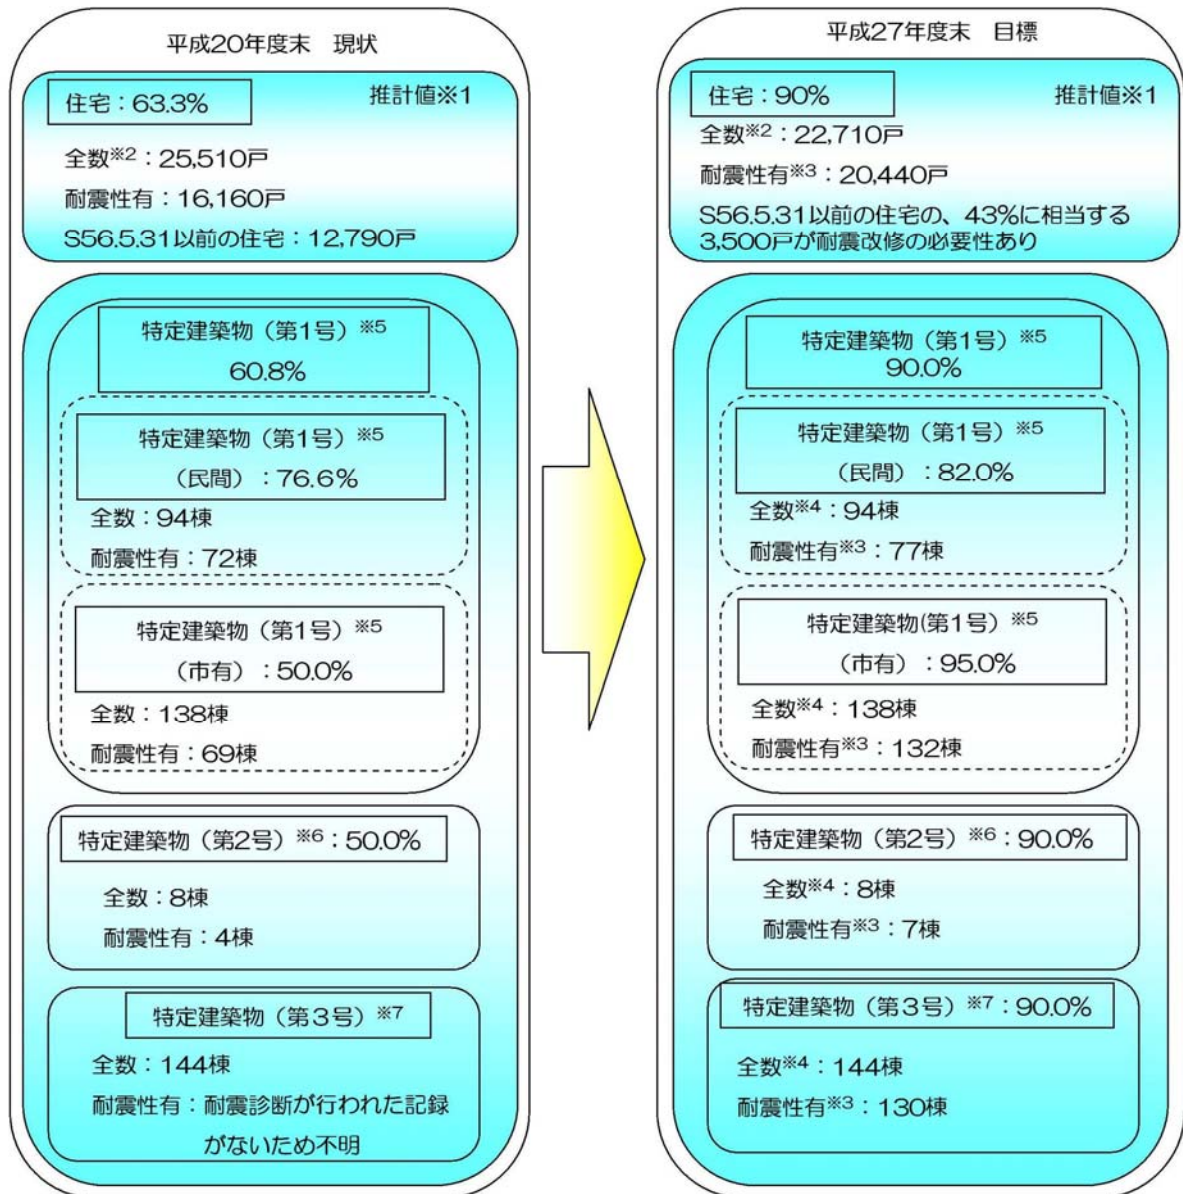 平成20年度末　現状
住宅：63.3%
推計値※1
全数※2：25,510戸
耐震性有：16,160戸
S56.5.31以前の住宅：12,790戸
特定建築物（第1号）※5
60.8%
特定建築物（第1号）※5
（民間）：76.6%
全数：94棟
耐震性有：72棟
特定建築物（第1号）※5
（市有）：50.0%
全数：138棟
耐震性有：69棟
特定建築物（第2号）※6：50.0%
全数：8棟
耐震性有：4棟
特定建築物（第3号）※7
全数：144棟
耐震性有：耐震診断が行われた記録
がないため不明
平成27年度末　目標
住宅：90%
推計値※1
全数※2：22,710戸
耐震性有※3：20,440戸
S56.5.31以前の住宅の、43%に相当する
3,500戸が耐震改修の必要性あり
特定建築物（第1号）※5
90.0%
特定建築物（第1号）※5
（民間）：82.0%
全数※4：94棟
耐震性有※3：77棟
特定建築物(第1号）※5
（市有）：95.0%
全数※4：138棟
耐震性有※3：132棟
特定建築物（第2号）※6：90.0%
全数※4：8棟
耐震性有※3：7棟
特定建築物（第3号）※7：90.0%
全数※4：144棟
耐震性有※3：130棟